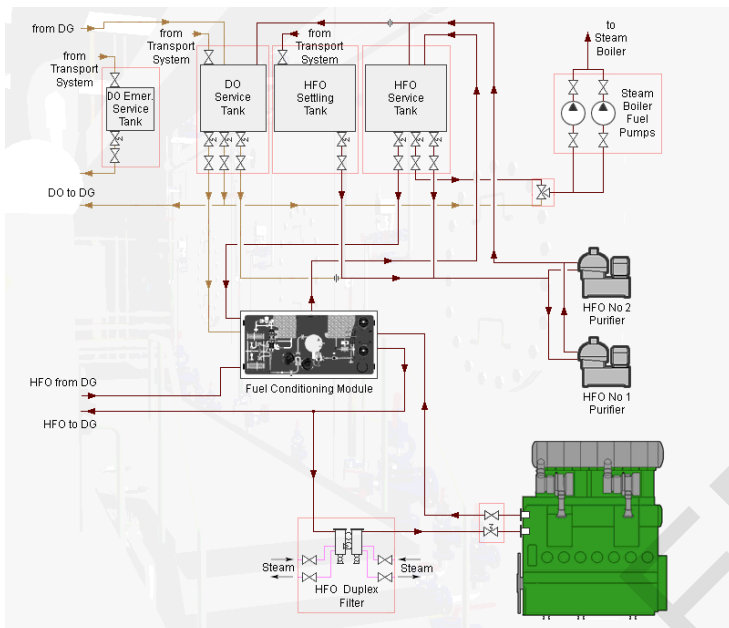 from DG
from
Transport
System
from
Transport
System
from
Transport
System
to
Steam
Boiler
DO Emer.
Service
Tank
DO
Service
Tank
HFO
Settling
Tank
HFO
Service
Tank
Steam
Boiler
Fuel
Pumps
DO to DG
HFO No 2
Purifier
HFO No 1
Purifier
Fuel Conditioning Module
HFO from DG
HFO to DG
Steam
Steam
HFO Duplex
Filter